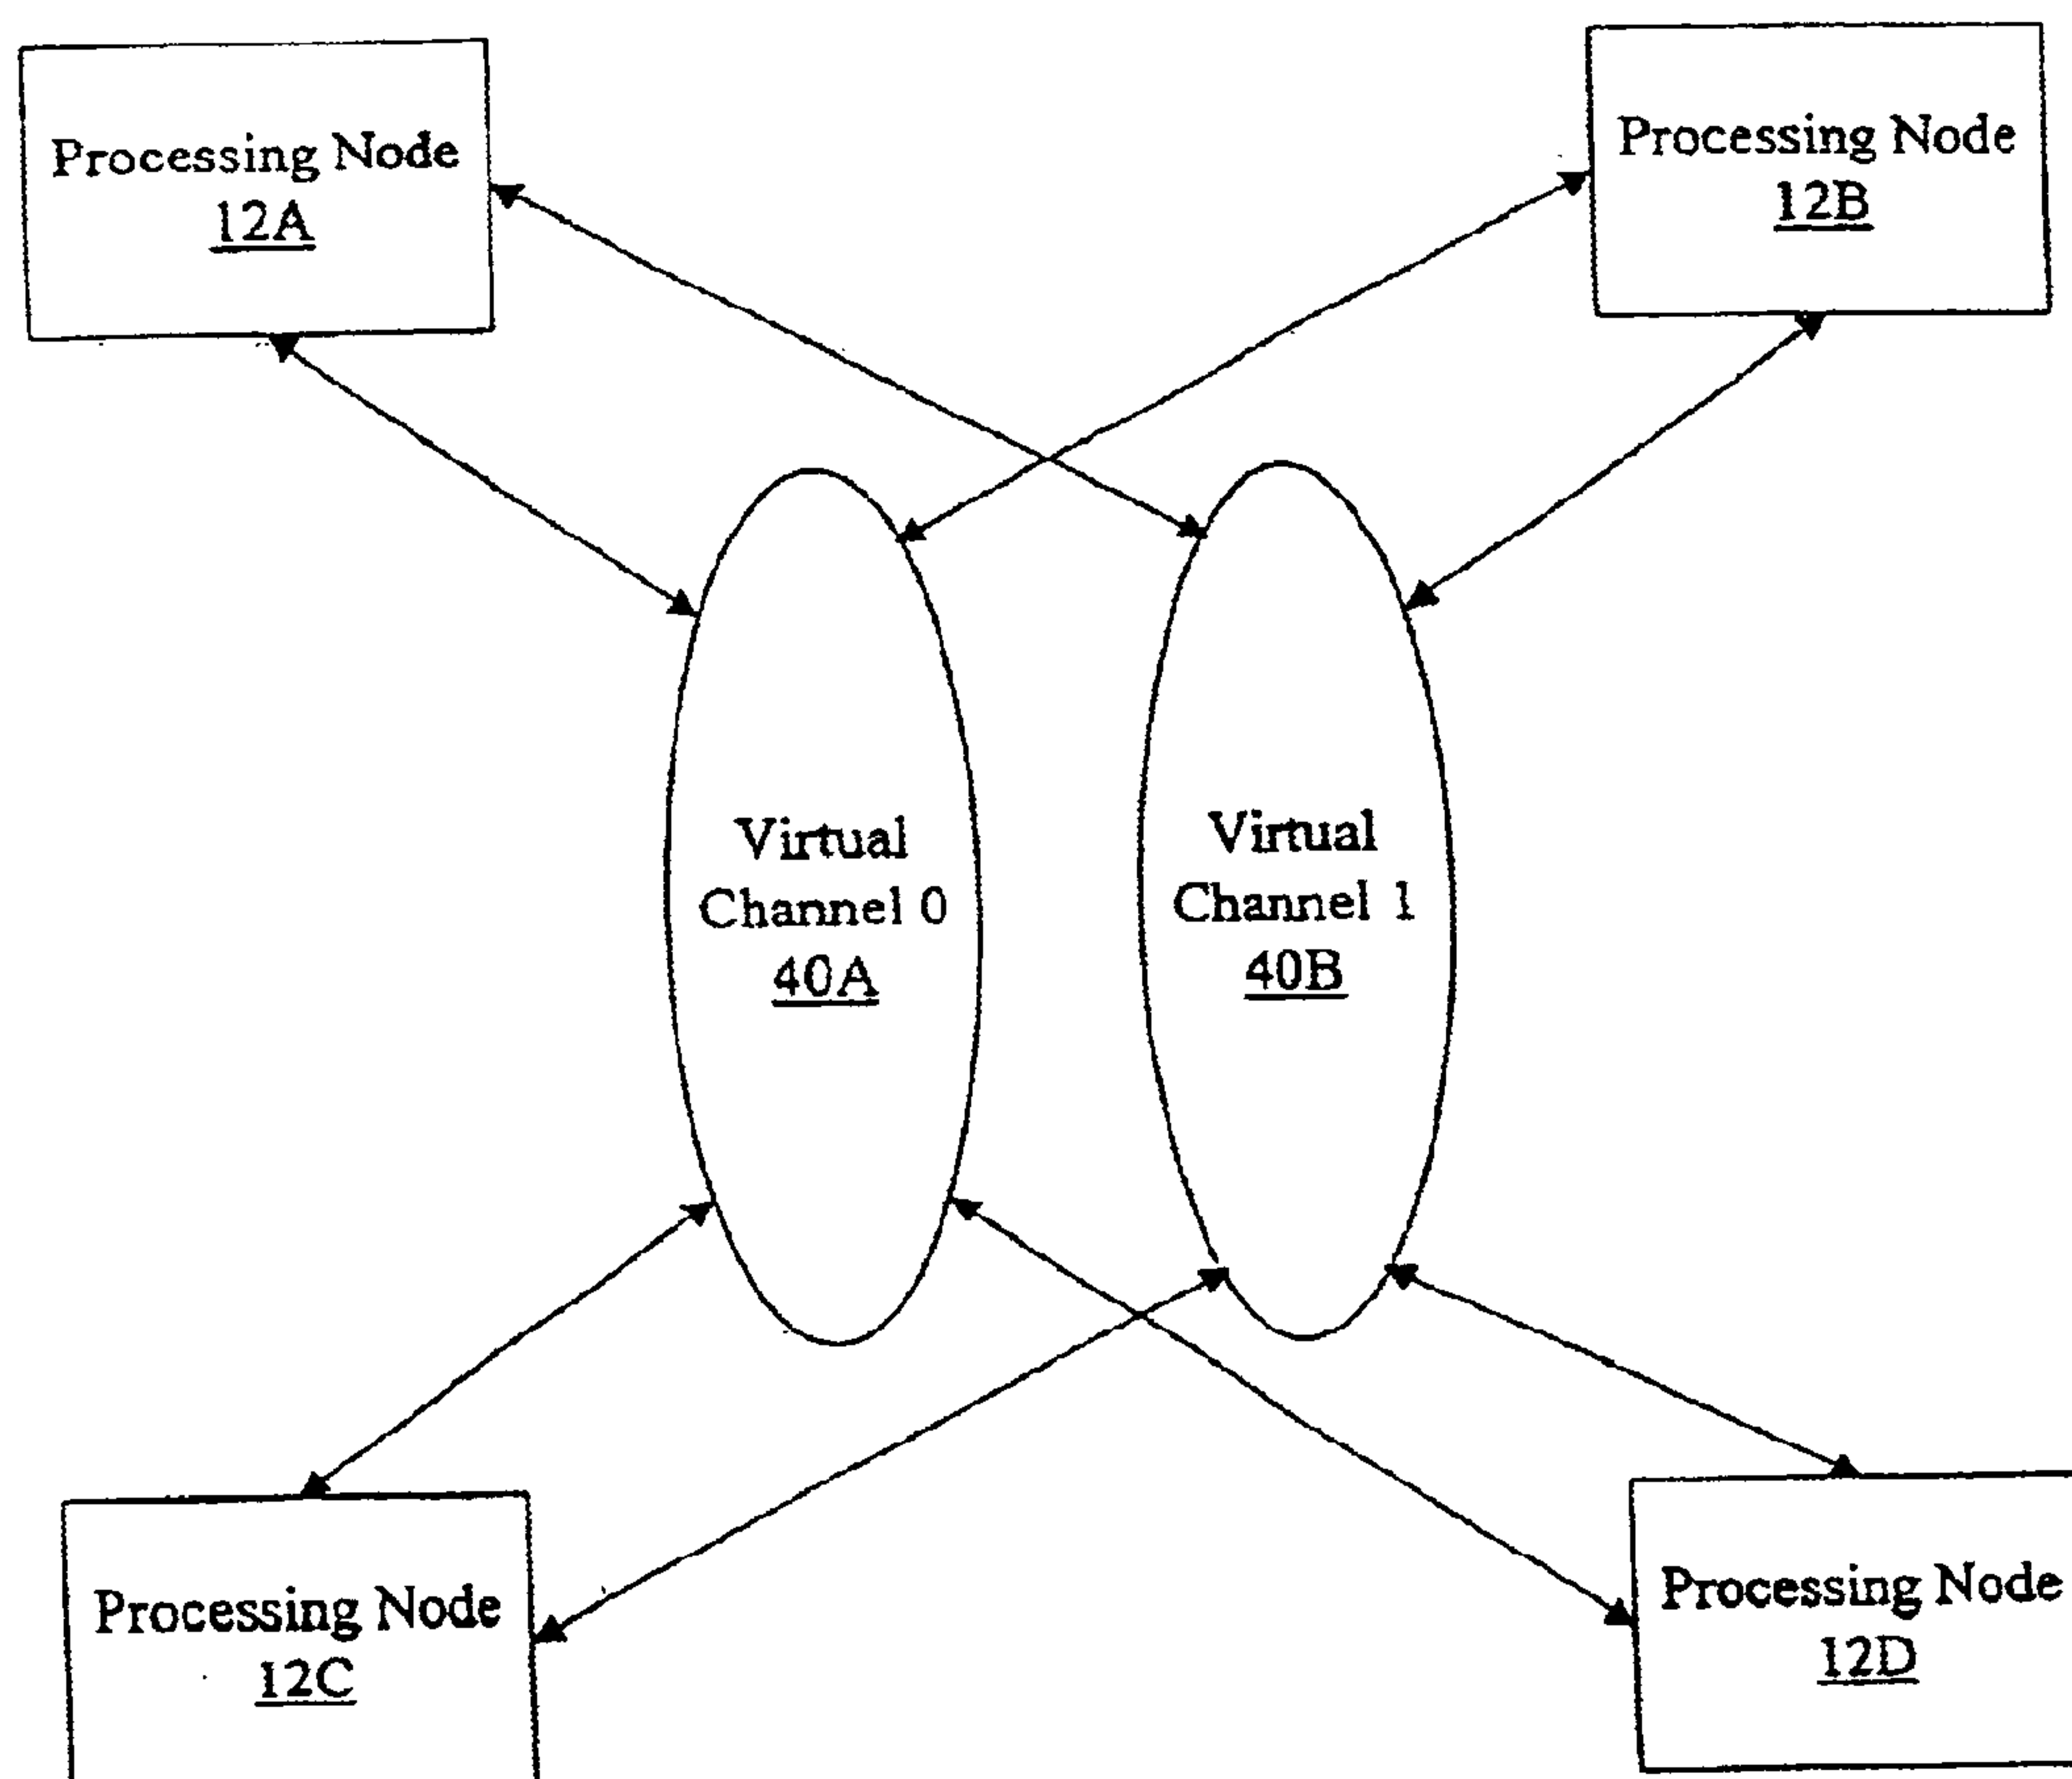 Processing Node
12A
Processing Node
12B
Virtual
Channel 0
40A
Virtual
Channel 1
40B
Processing Node
12C
Processing Node
12D